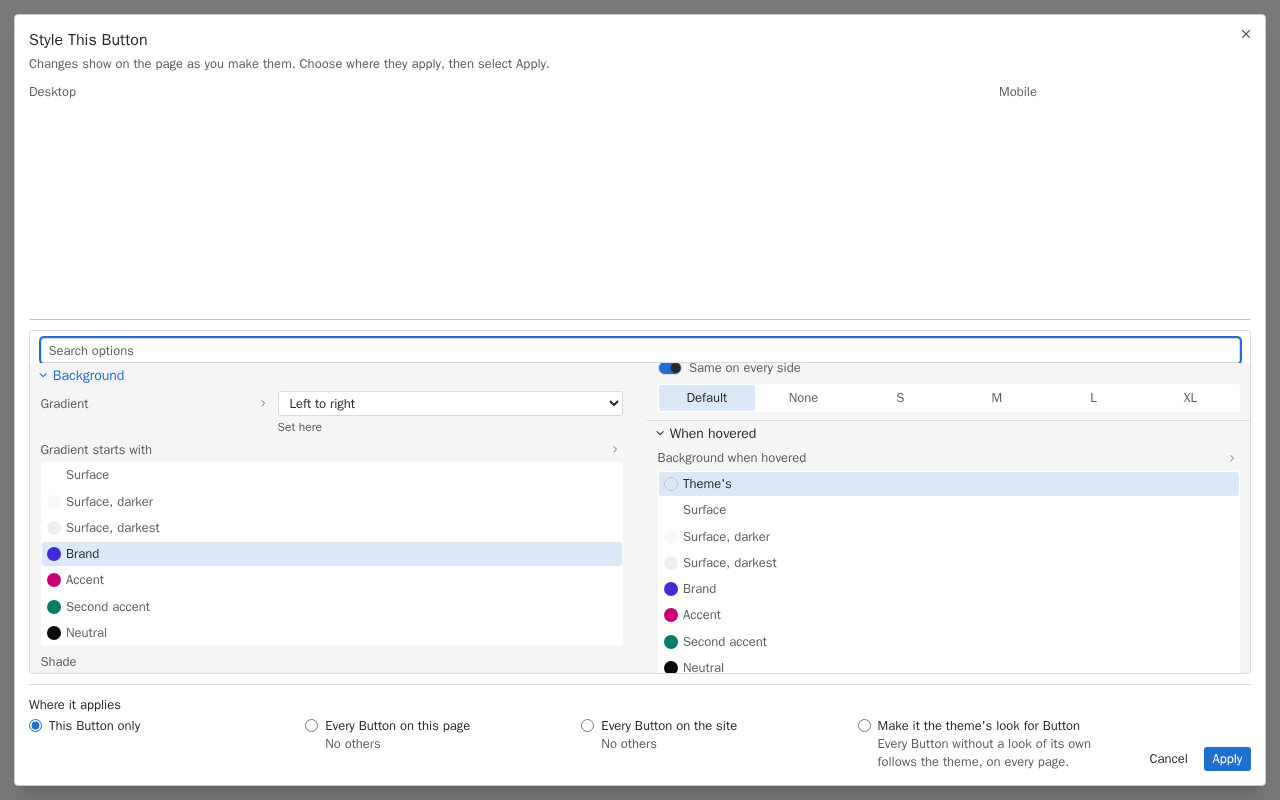 Style This Button
Changes show on the page as you make them. Choose where they apply, then select Apply.
Desktop
Mobile
Search options
Background
Gradient
Left to right
Set here
Gradient starts with
Surface
Surface, darker
Surface, darkest
Brand
Accent
Second accent
Neutral
Shade
Same on every side
Default None S M L XL
When hovered
Background when hovered
Theme's
Surface
Surface, darker
Surface, darkest
Brand
Accent
Second accent
Neutral
Where it applies
This Button only
Every Button on this page
No others
Every Button on the site
No others
Make it the theme's look for Button
Every Button without a look of its own
follows the theme, on every page.
Cancel
Apply